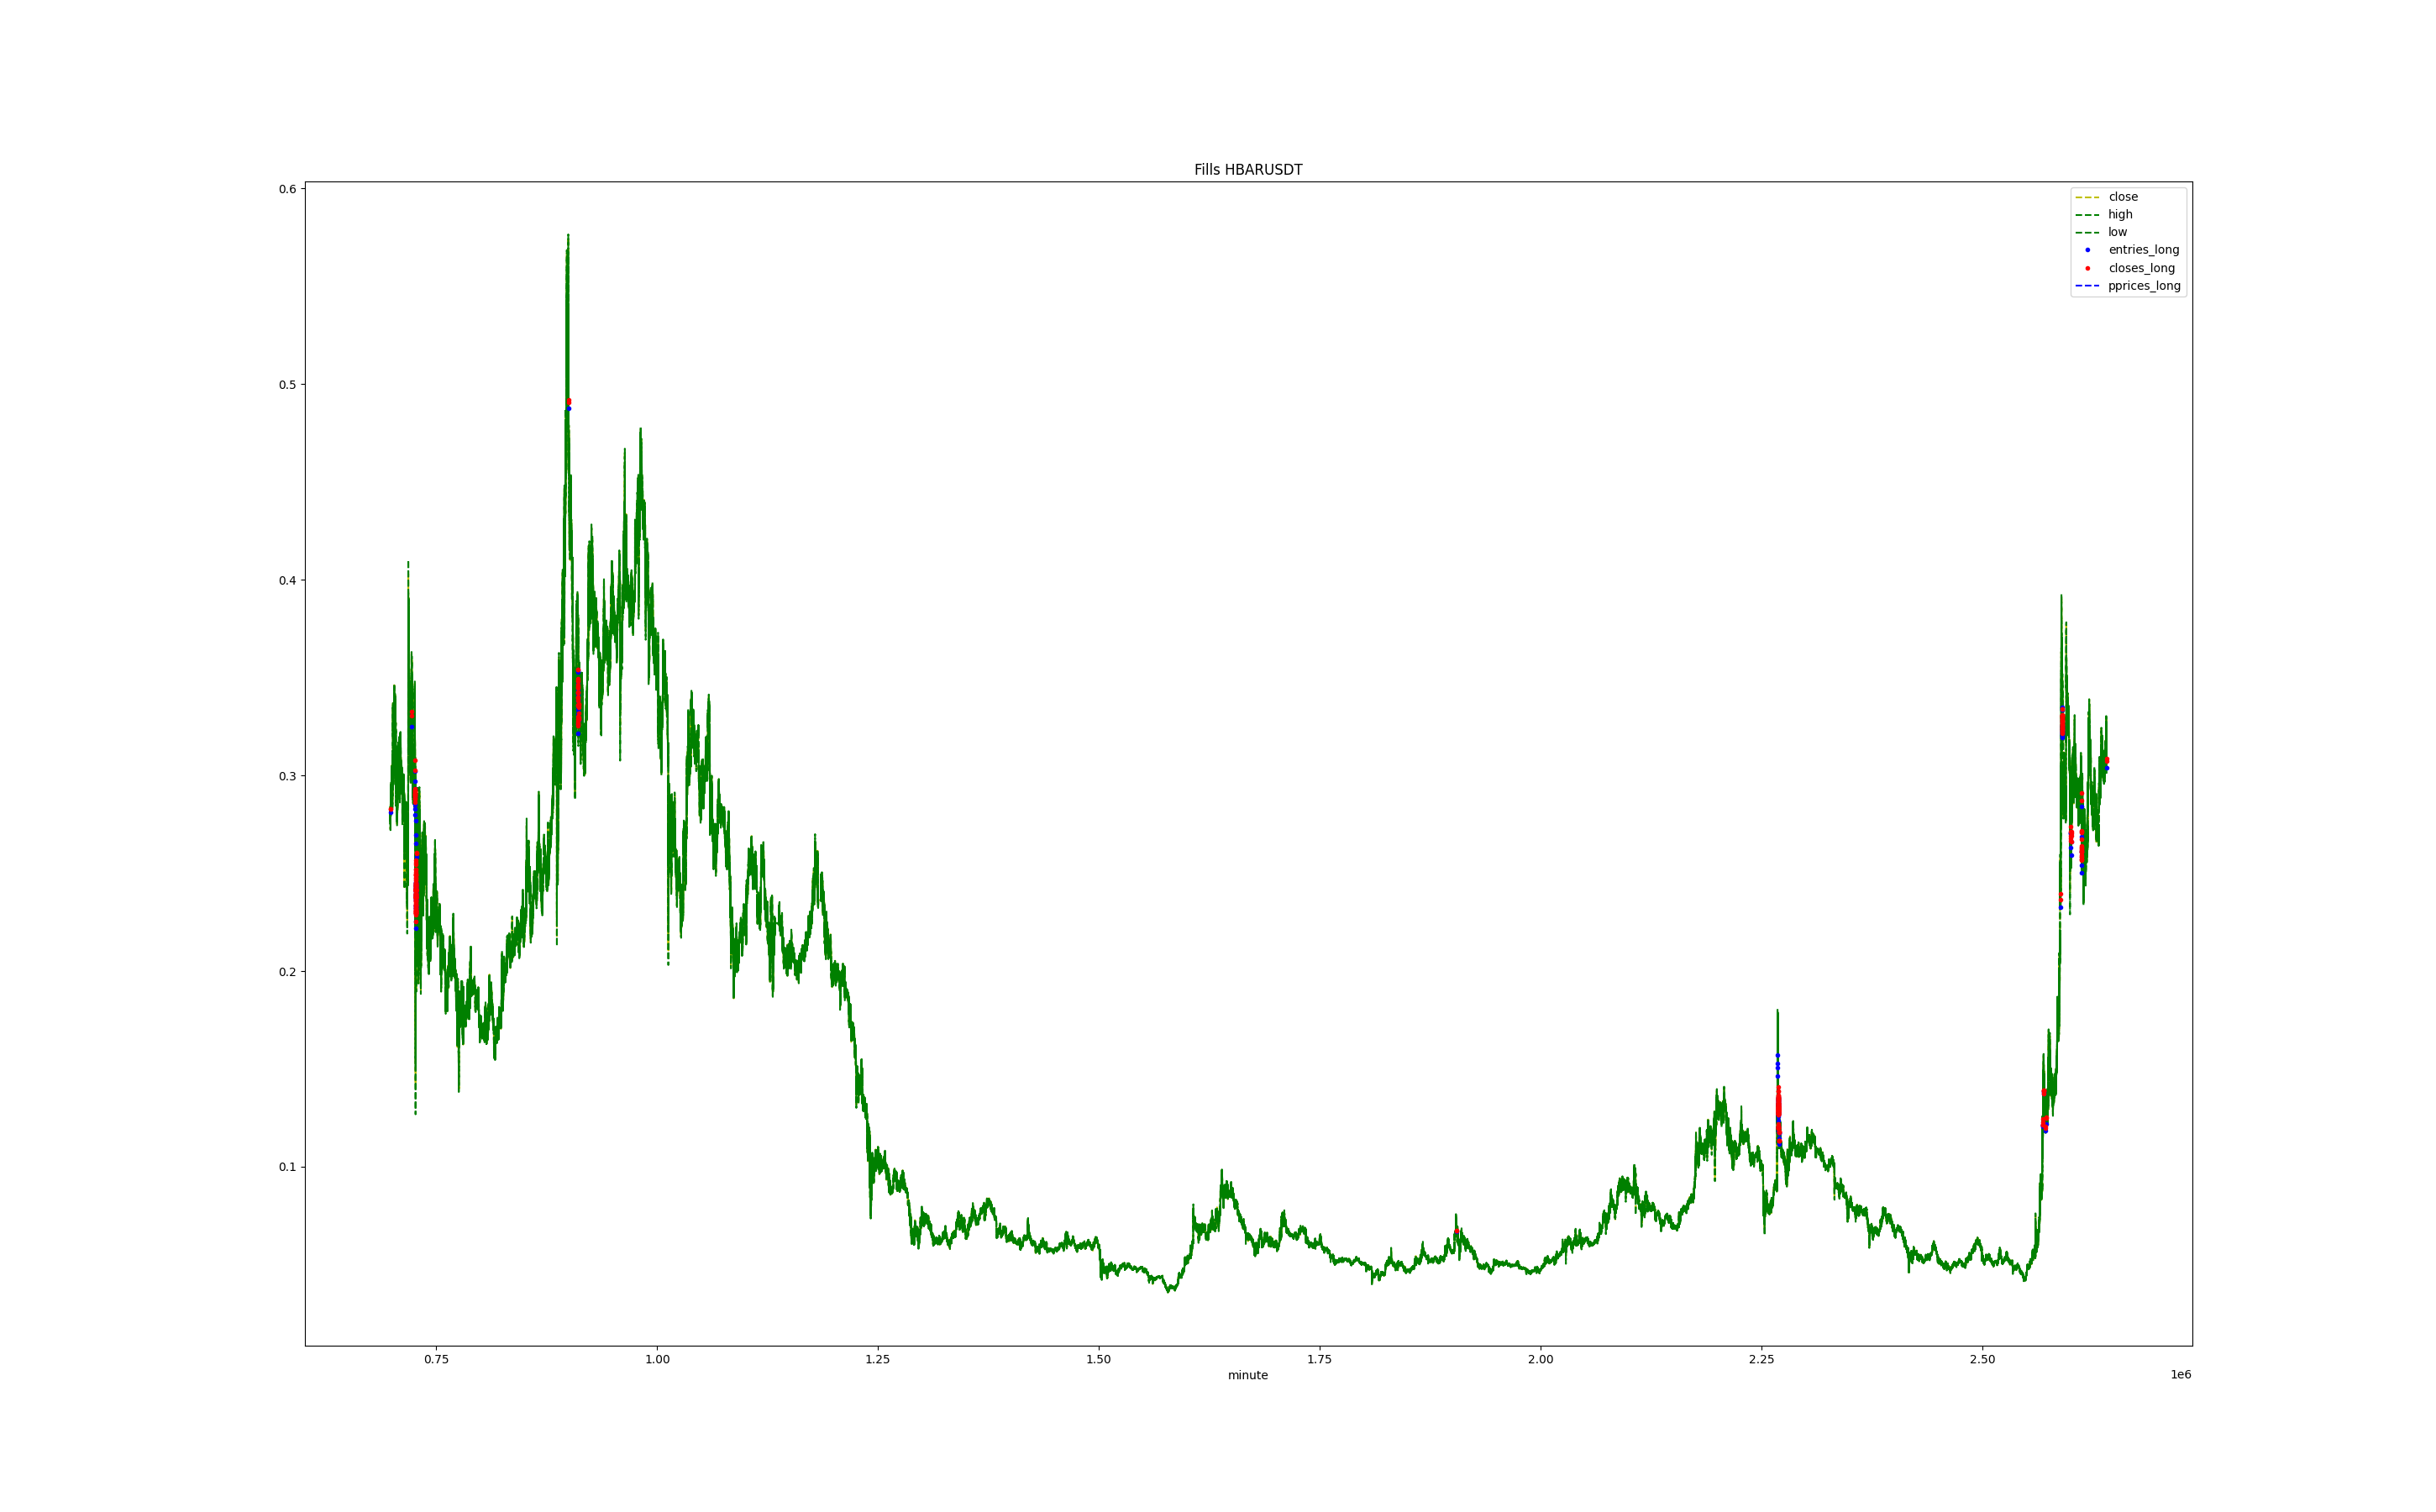 Fills HBARUSDT
0.6
0.5
0.4
0.3
0.2
0.1
close
high
low
entries_long
closes_long
pprices_long
0.75 1.00 1.25 1.50 1.75 2.00 2.25 2.50
minute
1e6